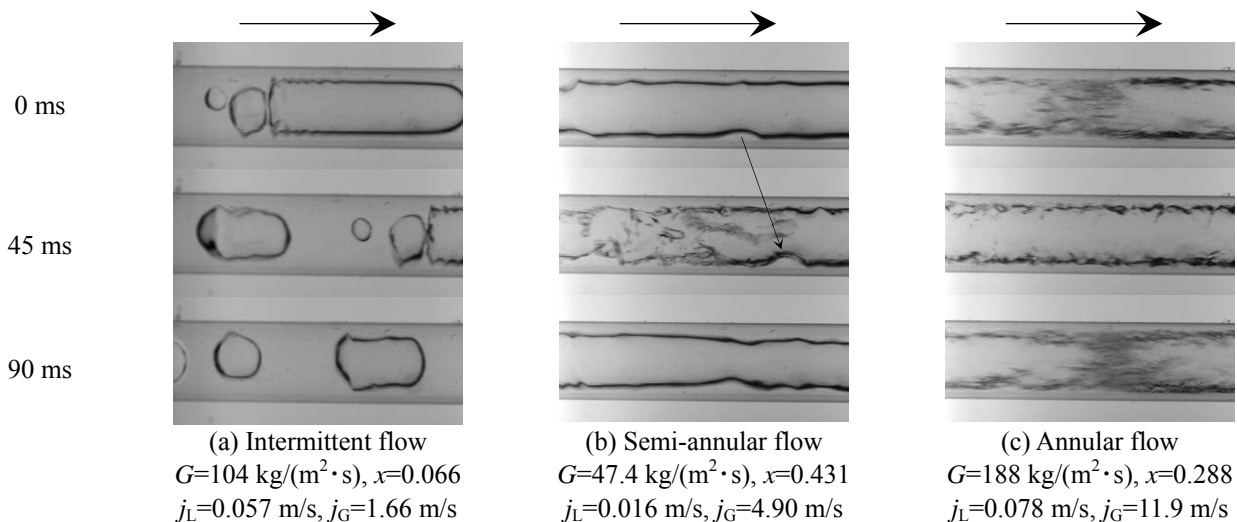 0 ms
45 ms
90 ms
(a) Intermittent flow
G=104 kg/(m²·s), x=0.066
jL=0.057 m/s, jG=1.66 m/s
(b) Semi-annular flow
G=47.4 kg/(m²·s), x=0.431
jL=0.016 m/s, jG=4.90 m/s
(c) Annular flow
G=188 kg/(m²·s), x=0.288
jL=0.078 m/s, jG=11.9 m/s